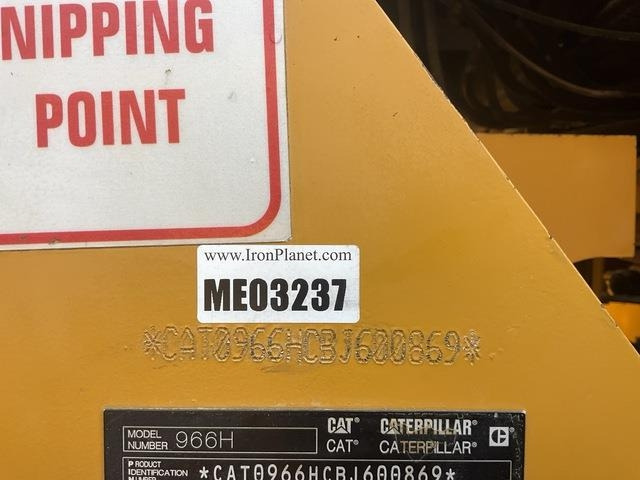 NIPPING
POINT
www.IronPlanet.com
ME03237
*CAT0966HCBJ600869*
MODEL NUMBER 966H
CAT® CATERPILLAR® C
CAT® CATERPILLAR®
PRODUCT
IDENTIFICATION *CAT0966HCBJ600869*
NUMBER